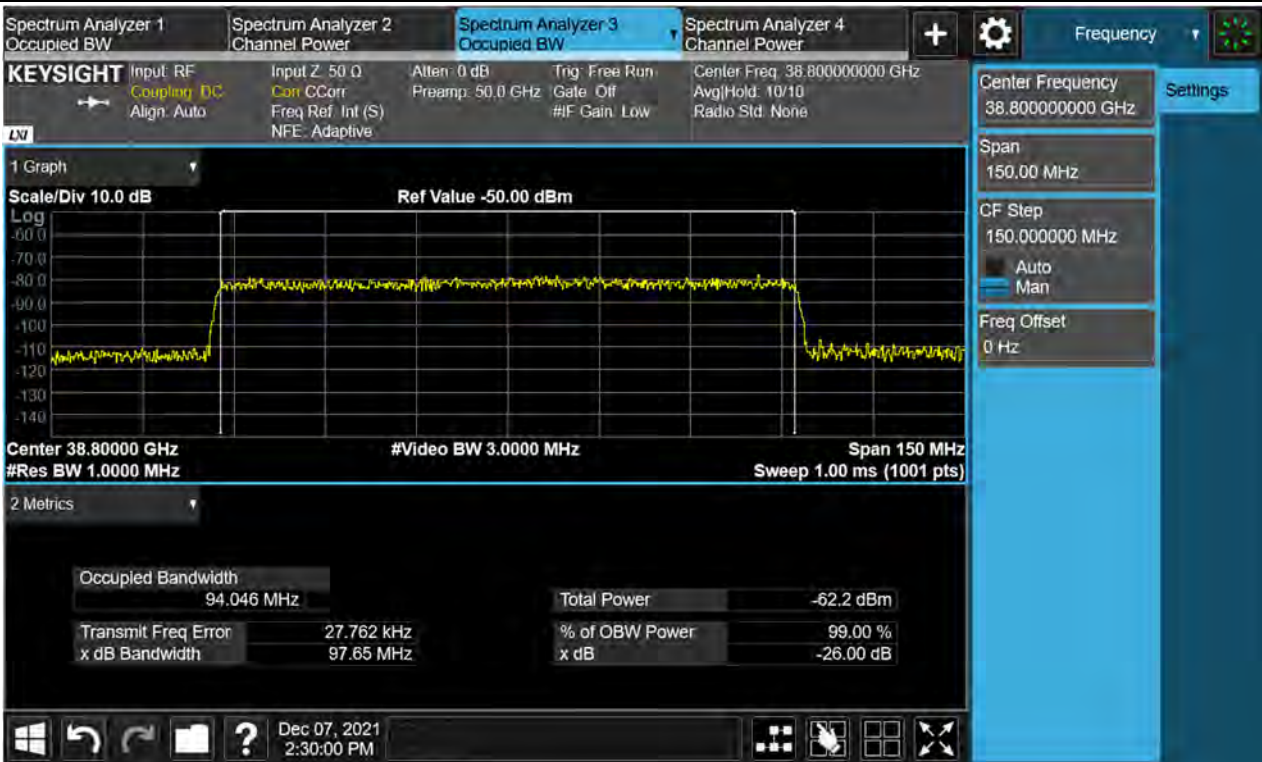 Spectrum Analyzer 1
Occupied BW
Spectrum Analyzer 2
Channel Power
Spectrum Analyzer 3
Occupied BW
Spectrum Analyzer 4
Channel Power
+
Frequency
KEYSIGHT
LXI
Input: RF
Coupling: DC
Align: Auto
Input Z: 50 Ω
Corr CCorr
Freq Ref: Int (S)
NFE: Adaptive
Atten: 0 dB
Preamp: 50.0 GHz
Trig: Free Run
Gate: Off
#IF Gain: Low
Center Freq: 38.800000000 GHz
Avg|Hold: 10/10
Radio Std: None
Center Frequency
38.800000000 GHz
Settings
Span
150.00 MHz
CF Step
150.000000 MHz
Auto
Man
Freq Offset
0 Hz
1 Graph
Scale/Div 10.0 dB
Ref Value -50.00 dBm
Log
-60.0
-70.0
-80.0
-90.0
-100
-110
-120
-130
-140
Center 38.80000 GHz
#Video BW 3.0000 MHz
Span 150 MHz
#Res BW 1.0000 MHz
Sweep 1.00 ms (1001 pts)
2 Metrics
Occupied Bandwidth
94.046 MHz
Total Power -62.2 dBm
Transmit Freq Error 27.762 kHz
% of OBW Power 99.00 %
x dB Bandwidth 97.65 MHz
x dB -26.00 dB
?
Dec 07, 2021
2:30:00 PM